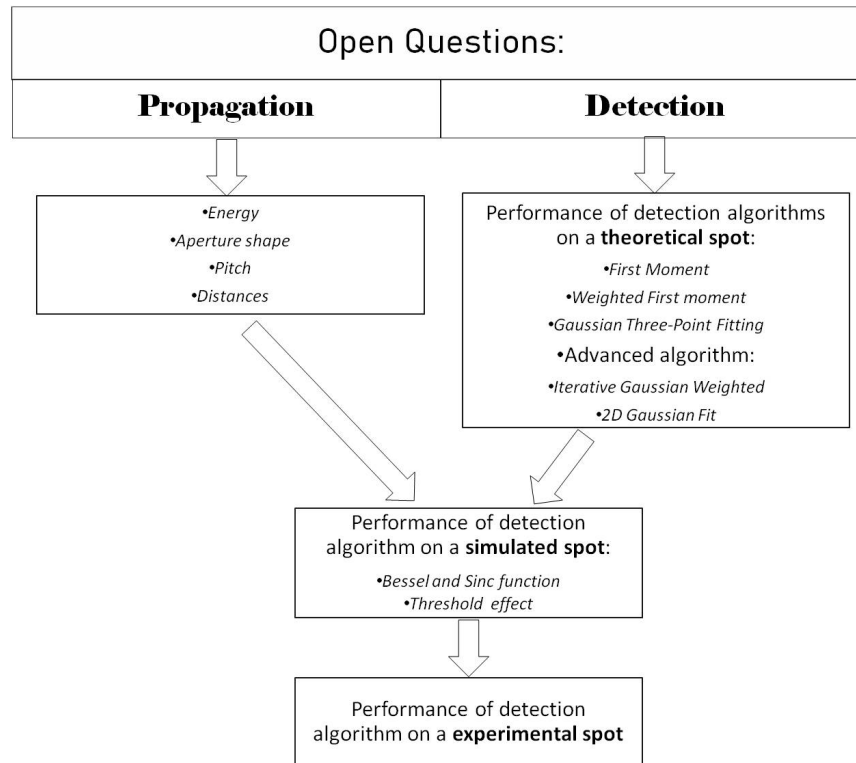 Open Questions:
Propagation
Detection
•Energy
•Aperture shape
•Pitch
•Distances
Performance of detection algorithms
on a theoretical spot:
•First Moment
•Weighted First moment
•Gaussian Three-Point Fitting
•Advanced algorithm:
•Iterative Gaussian Weighted
•2D Gaussian Fit
Performance of detection
algorithm on a simulated spot:
•Bessel and Sinc function
•Threshold effect
Performance of detection
algorithm on a experimental spot